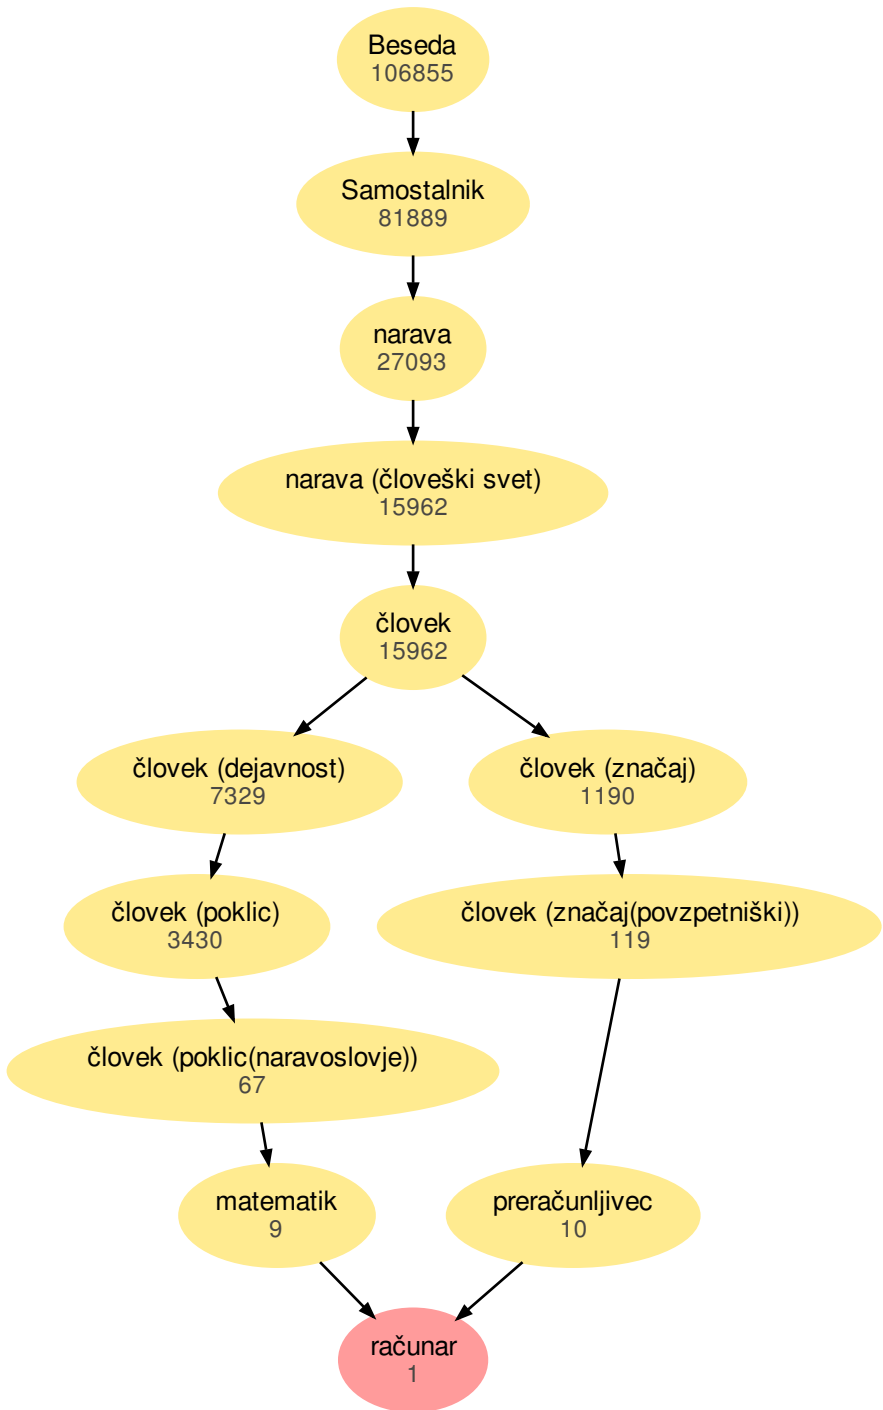 Beseda
106855
Samostalnik
81889
narava
27093
narava (človeški svet)
15962
človek
15962
človek (dejavnost)
7329
človek (značaj)
1190
človek (poklic)
3430
človek (značaj(povzpetniški))
119
človek (poklic(naravoslovje))
67
matematik
9
preračunljivec
10
računar
1